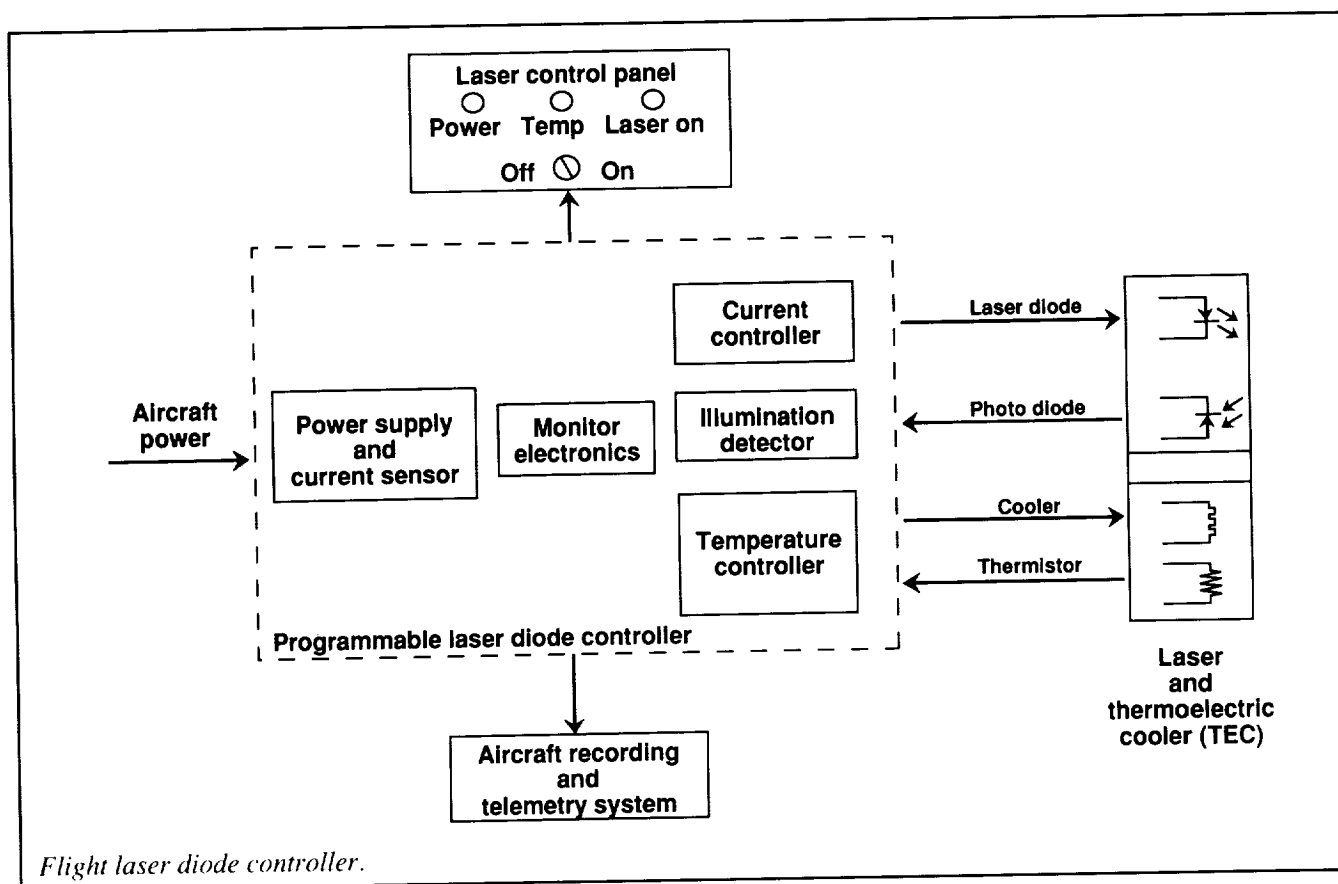 Laser control panel
Power Temp Laser on
Off On
Current
controller
Laser diode
Aircraft
power
Power supply
and
current sensor
Monitor
electronics
Illumination
detector
Photo diode
Temperature
controller
Cooler
Thermistor
Programmable laser diode controller
Laser
and
thermoelectric
cooler (TEC)
Aircraft recording
and
telemetry system
Flight laser diode controller.